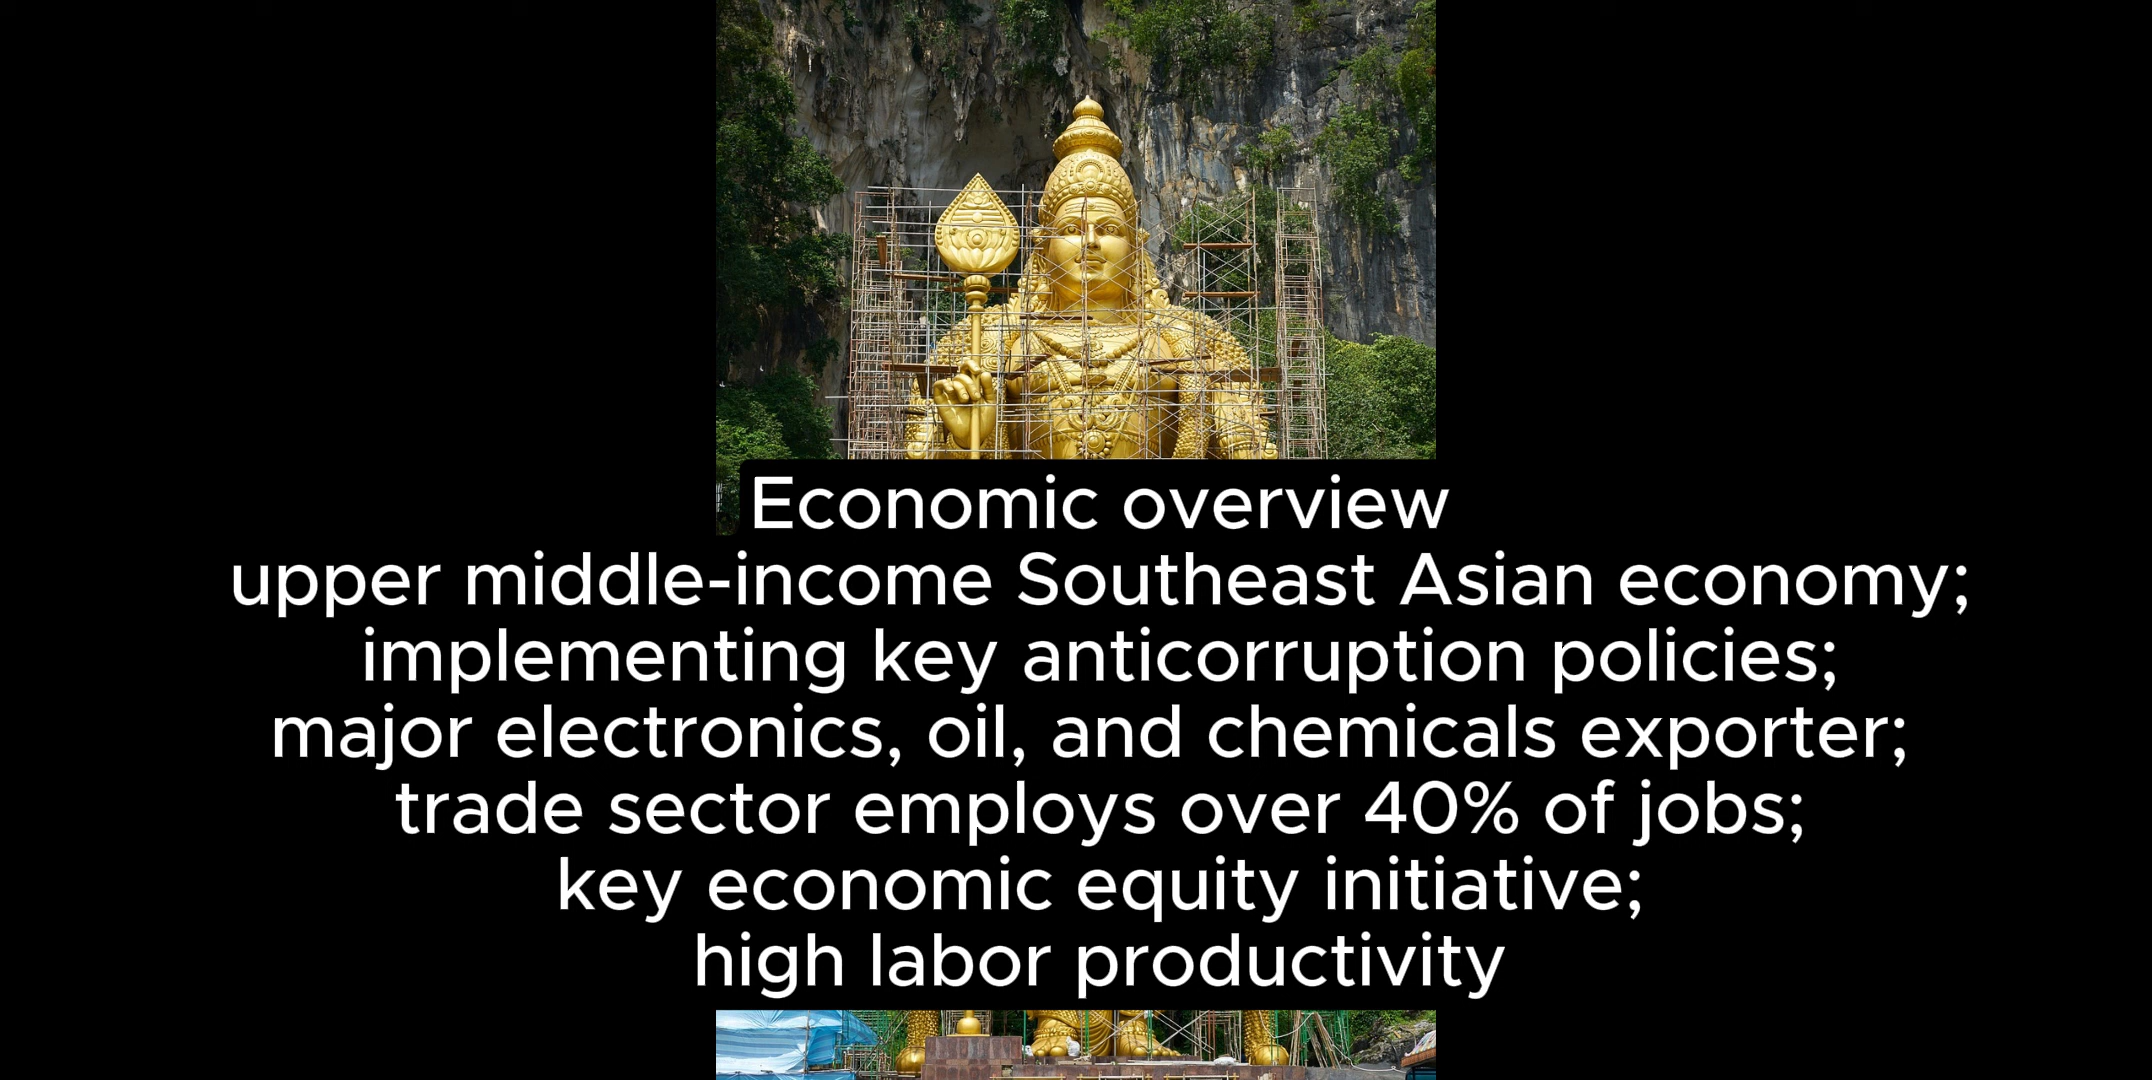 Economic overview
upper middle-income Southeast Asian economy;
implementing key anticorruption policies;
major electronics, oil, and chemicals exporter;
trade sector employs over 40% of jobs;
key economic equity initiative;
high labor productivity